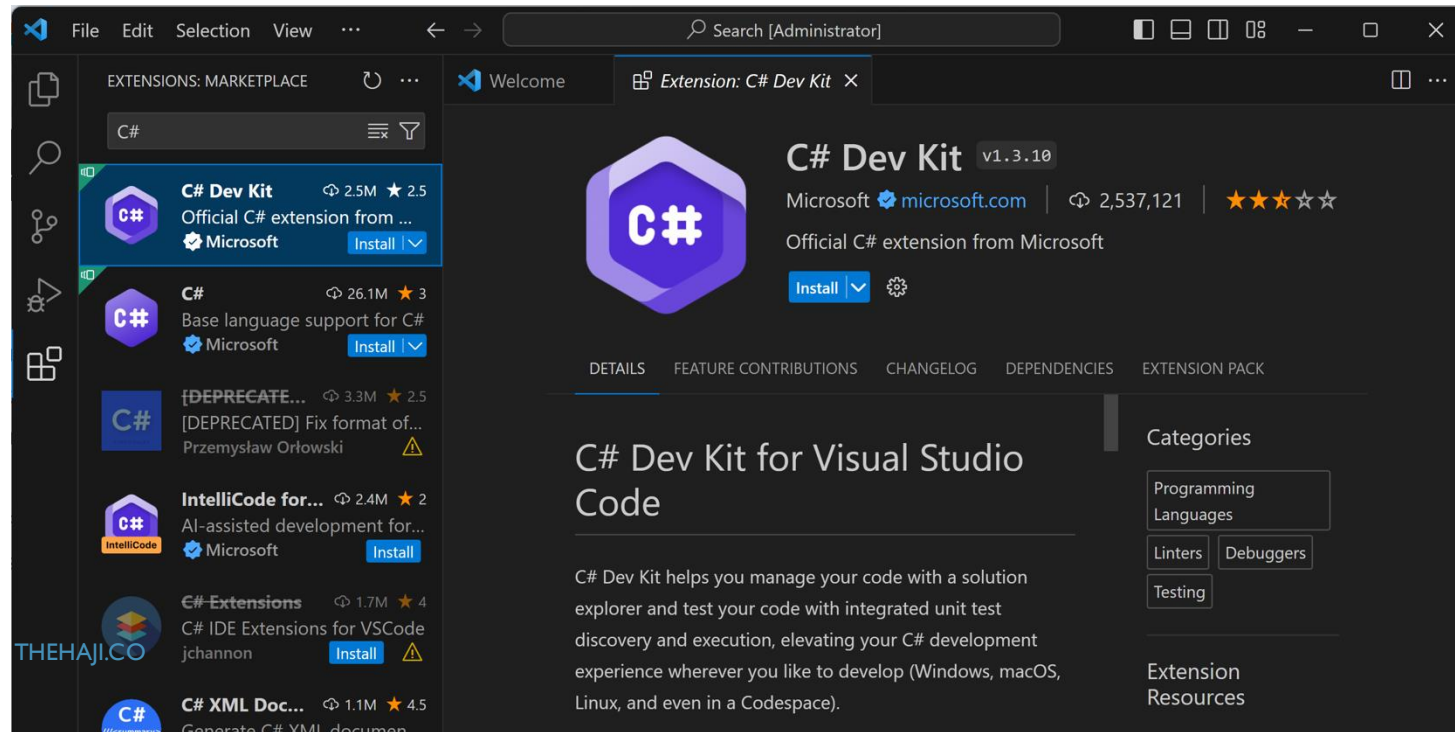 File Edit Selection View ···
Search [Administrator]
EXTENSIONS: MARKETPLACE
C#
C# Dev Kit 2.5M ★ 2.5
Official C# extension from ...
Microsoft Install
C# 26.1M ★ 3
Base language support for C#
Microsoft Install
[DEPRECATE... 3.3M ★ 2.5
[DEPRECATED] Fix format of...
Przemysław Orłowski
IntelliCode for... 2.4M ★ 2
AI-assisted development for...
Microsoft Install
C# Extensions 1.7M ★ 4
C# IDE Extensions for VSCode
jchannon Install
C# XML Doc... 1.1M ★ 4.5
Generate C# XML documen
C#
C#
C#
C#
IntelliCode
C#
THEHAJI.CO
Welcome
Extension: C# Dev Kit
C#
C# Dev Kit v1.3.10
Microsoft microsoft.com 2,537,121
Official C# extension from Microsoft
Install
DETAILS FEATURE CONTRIBUTIONS CHANGELOG DEPENDENCIES EXTENSION PACK
C# Dev Kit for Visual Studio
Code
C# Dev Kit helps you manage your code with a solution
explorer and test your code with integrated unit test
discovery and execution, elevating your C# development
experience wherever you like to develop (Windows, macOS,
Linux, and even in a Codespace).
Categories
Programming
Languages
Linters Debuggers
Testing
Extension
Resources